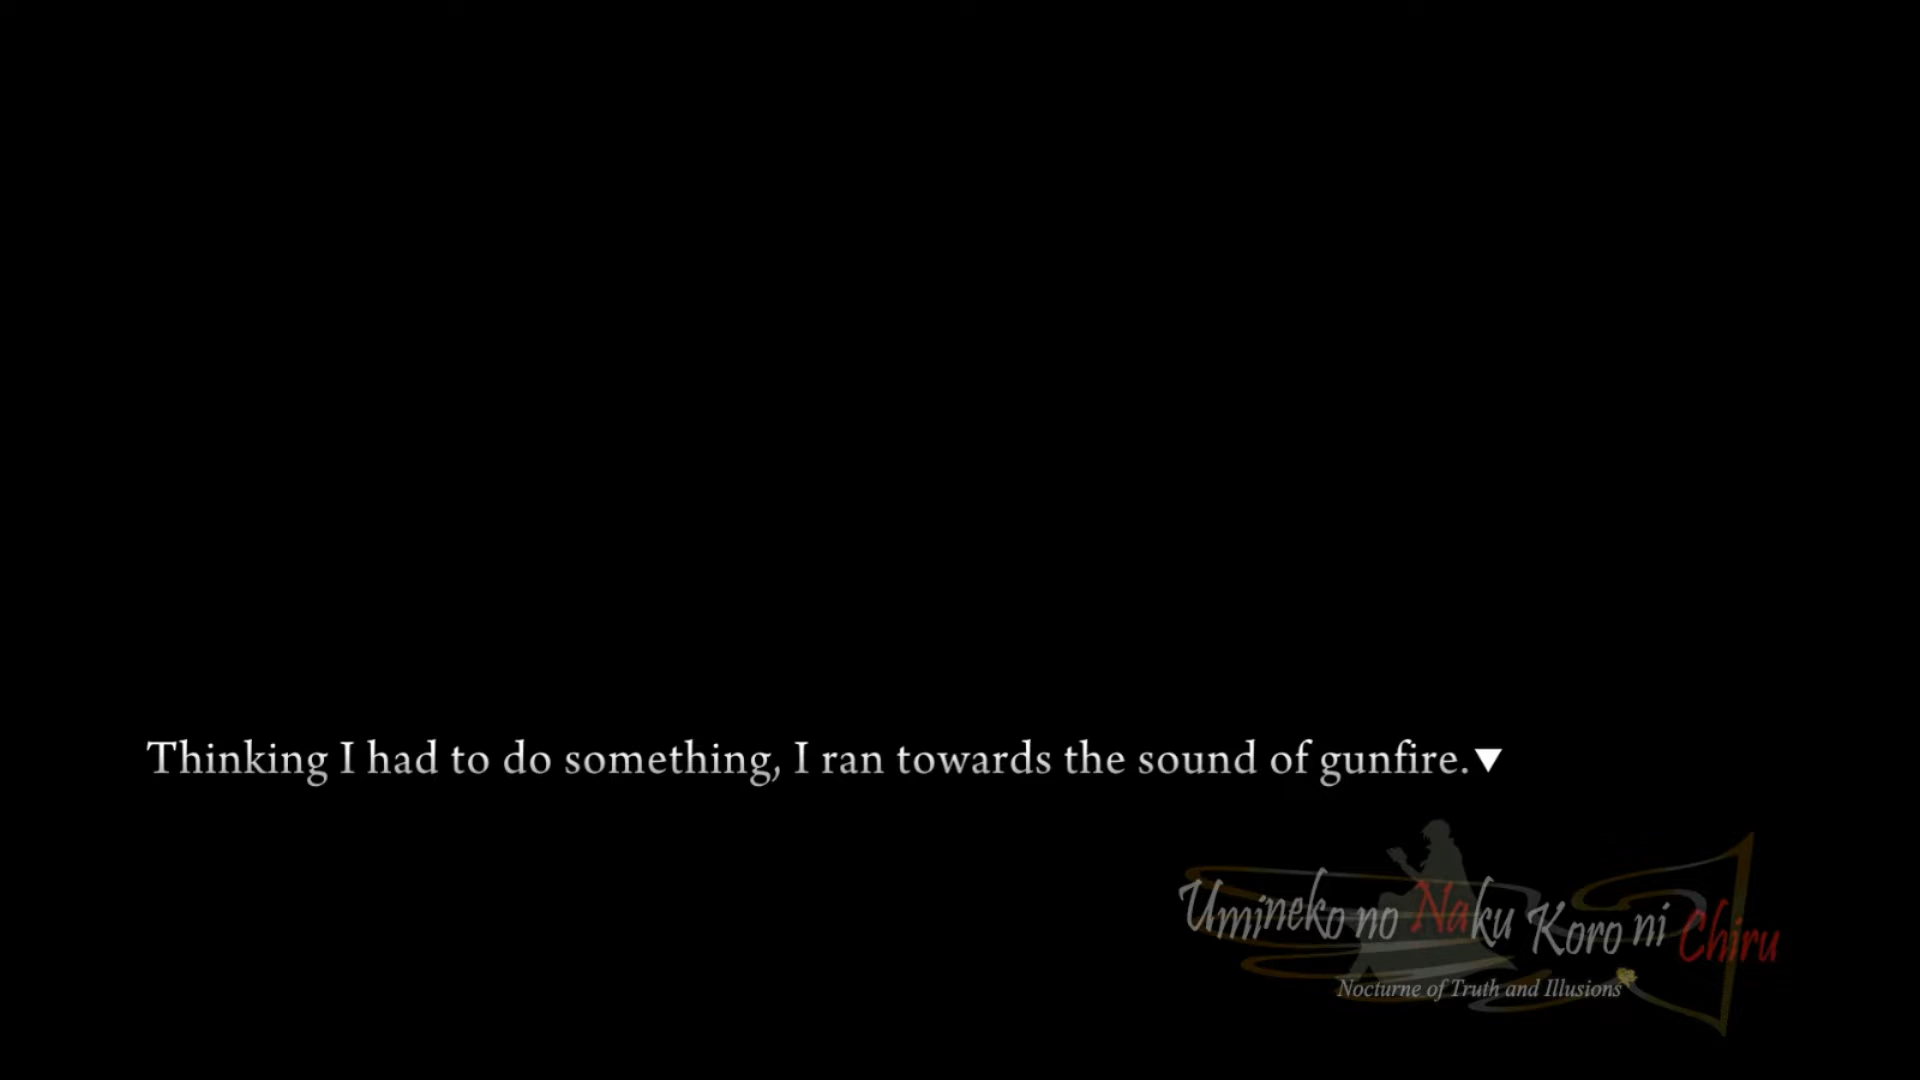 Thinking I had to do something, I ran towards the sound of gunfire.
Umineko no Naku Koro ni Chiru
Nocturne of Truth and Illusions